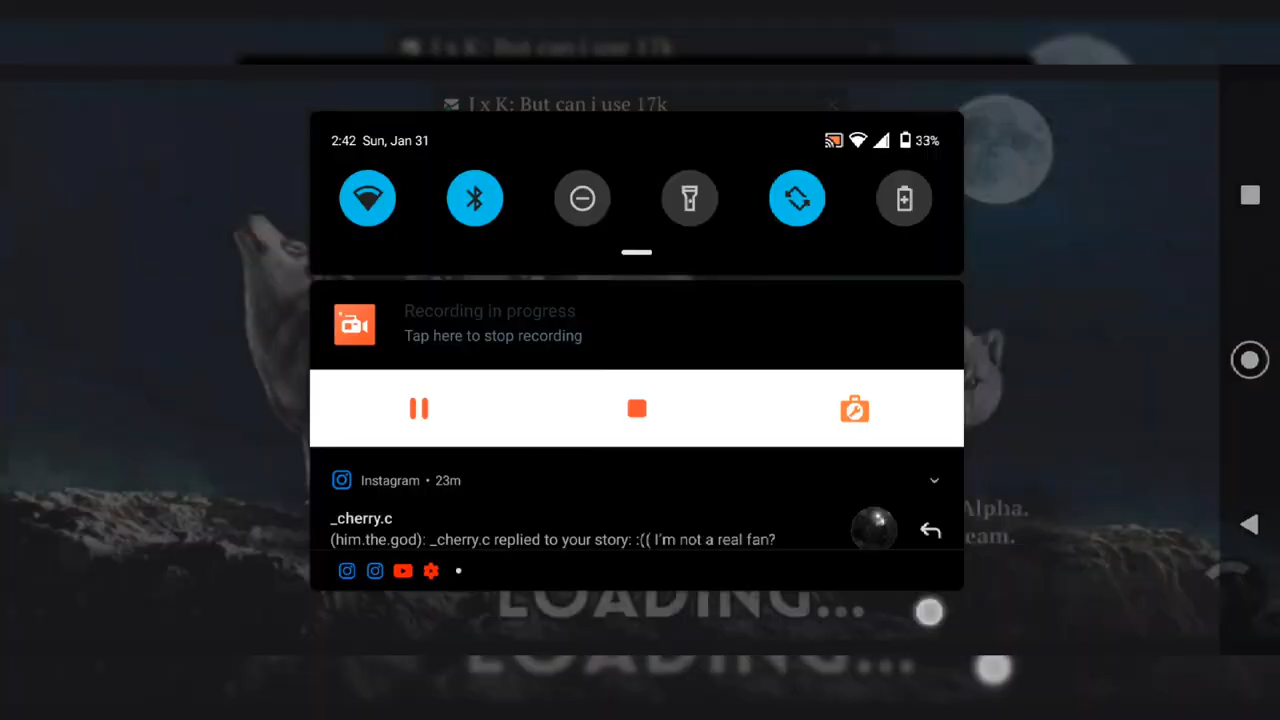 I x K: But can i use 17k
I x K: But can i use 17k
2:42 Sun, Jan 31
33%
Recording in progress
Tap here to stop recording
Instagram • 23m
_cherry.c
(him.the.god): _cherry.c replied to your story: :(( I'm not a real fan?
Alpha.
eam.
LOADING...
LOADING...